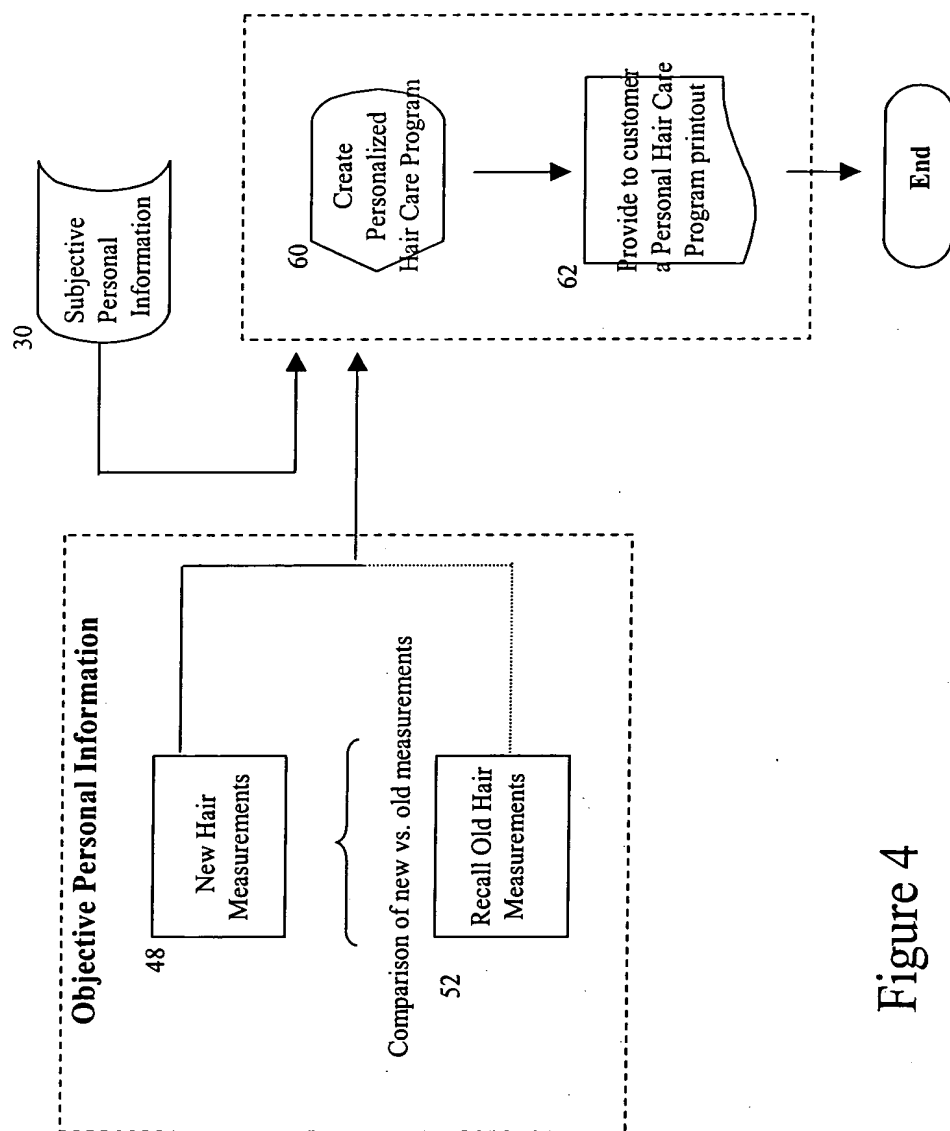 Objective Personal Information
48
New Hair
Measurements
Comparison of new vs. old measurements
52
Recall Old Hair
Measurements
30
Subjective
Personal
Information
60
Create
Personalized
Hair Care Program
62
Provide to customer
a Personal Hair Care
Program printout
End
Figure 4